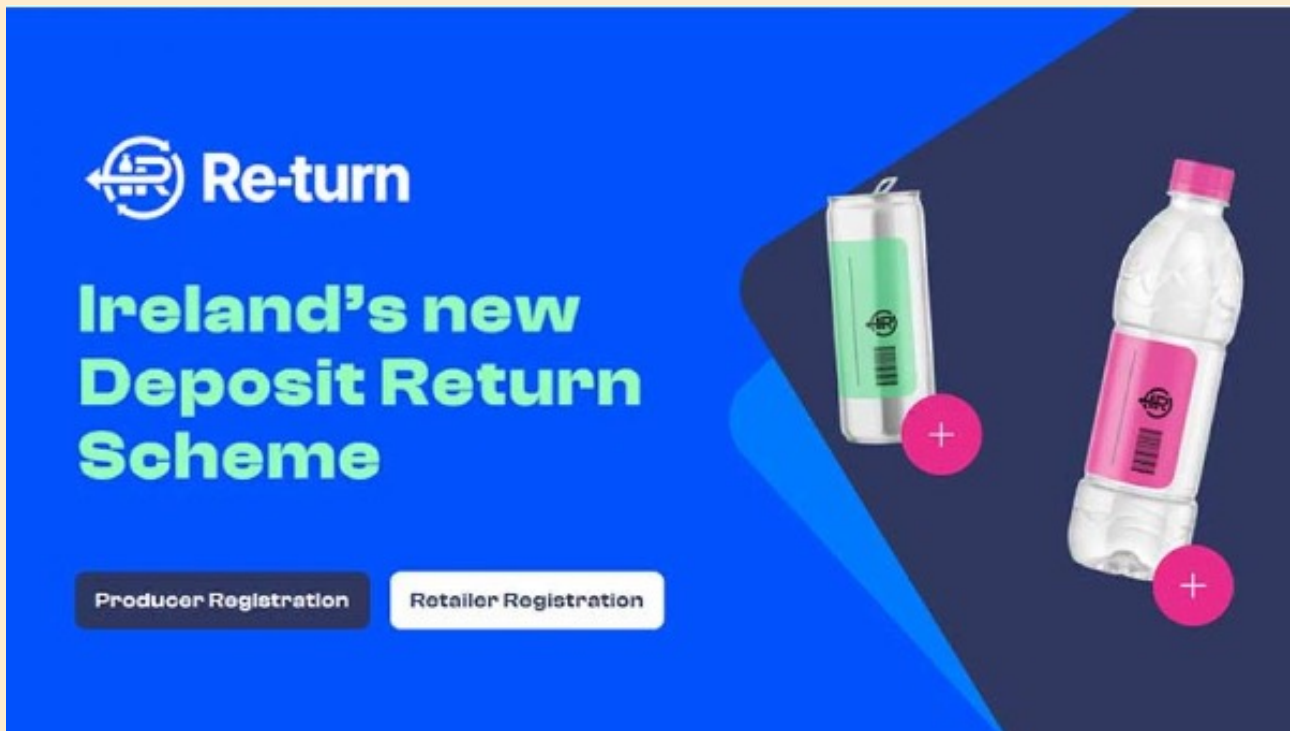 Re-turn
Ireland's new
Deposit Return
Scheme
Producer Registration
Retailer Registration